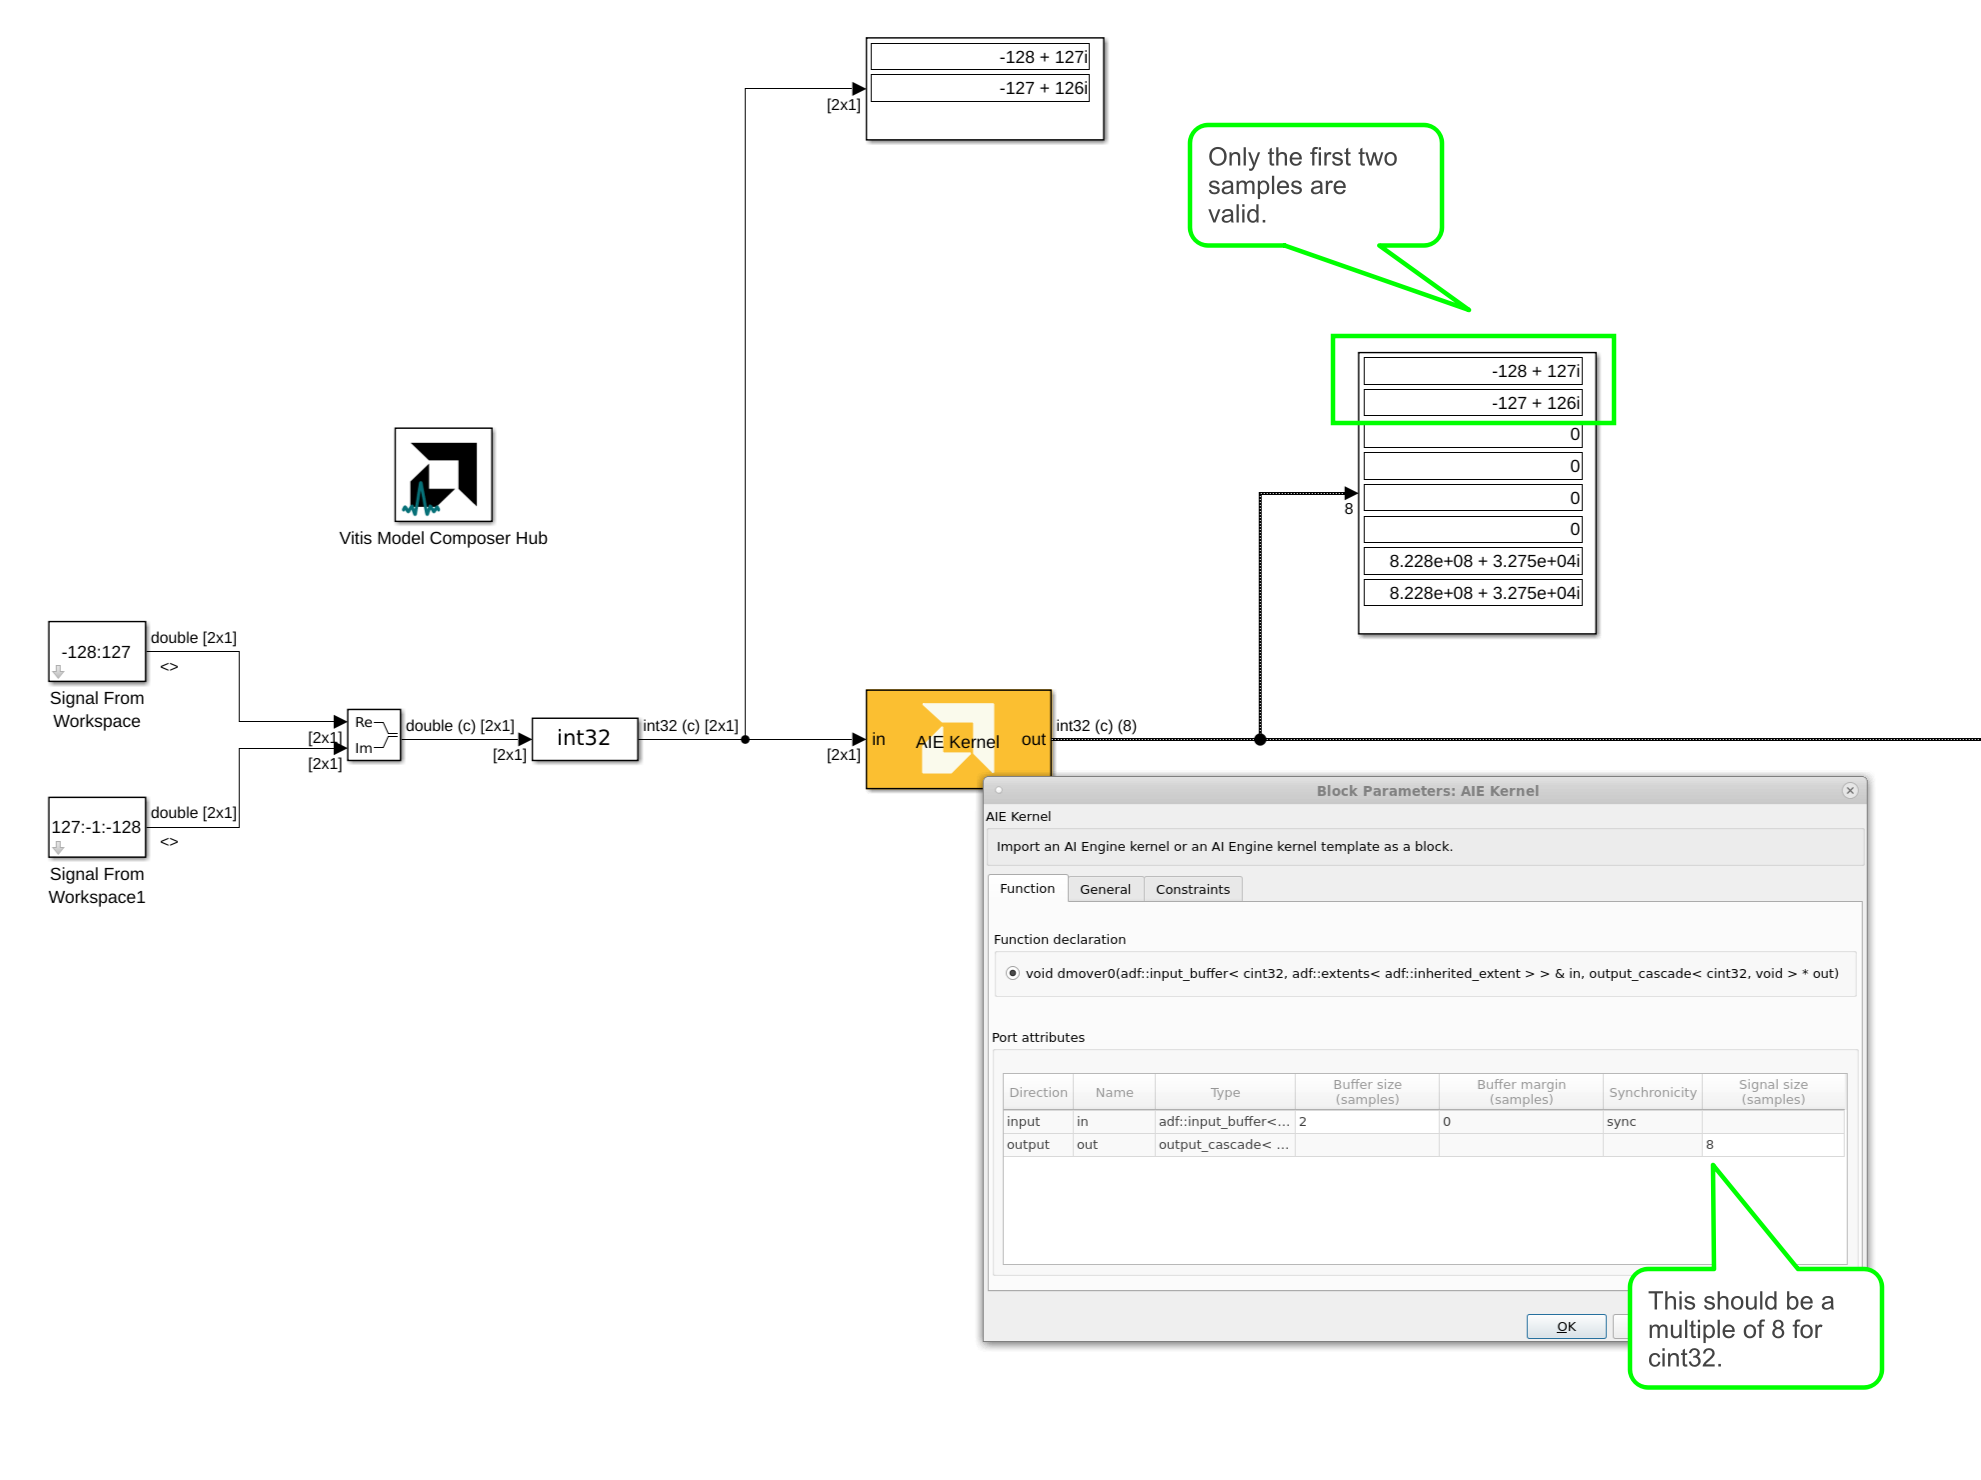 -128 + 127i
-127 + 126i
[2x1]
Only the first two
samples are
valid.
-128 + 127i
-127 + 126i
0
0
0
0
8.228e+08 + 3.275e+04i
8.228e+08 + 3.275e+04i
8
Vitis Model Composer Hub
-128:127
double [2x1]
<>
Signal From
Workspace
127:-1:-128
double [2x1]
<>
Signal From
Workspace1
Re
Im
[2x1]
[2x1]
double (c) [2x1]
[2x1]
int32
int32 (c) [2x1]
[2x1]
in
AIE Kernel
out
int32 (c) (8)
Block Parameters: AIE Kernel
AIE Kernel
Import an AI Engine kernel or an AI Engine kernel template as a block.
Function General Constraints
Function declaration
void dmover0(adf::input_buffer< cint32, adf::extents< adf::inherited_extent > > & in, output_cascade< cint32, void > * out)
Port attributes
Direction Name Type Buffer size (samples) Buffer margin (samples) Synchronicity Signal size (samples)
input in adf::input_buffer<... 2 0 sync
output out output_cascade< ... 8
OK
This should be a
multiple of 8 for
cint32.